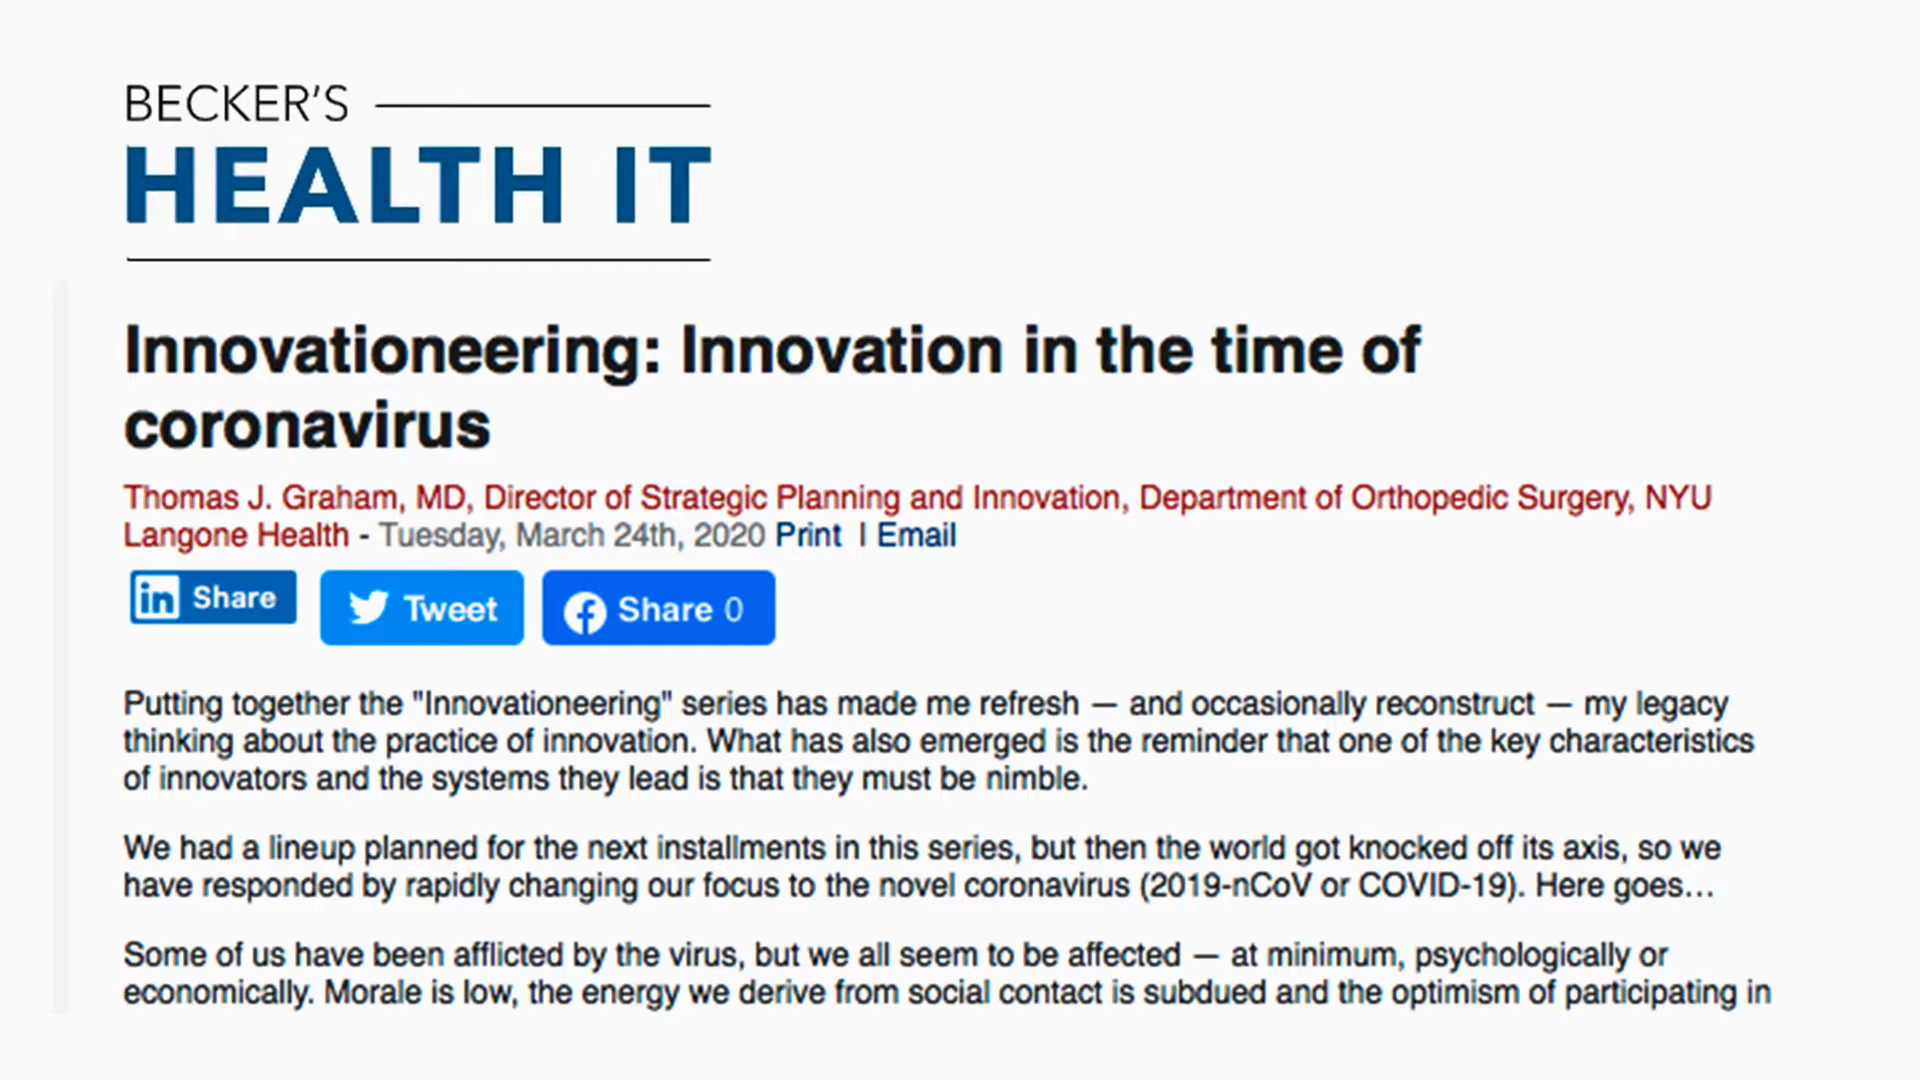 BECKER'S
HEALTH IT
Innovationeering: Innovation in the time of
coronavirus
Thomas J. Graham, MD, Director of Strategic Planning and Innovation, Department of Orthopedic Surgery, NYU
Langone Health - Tuesday, March 24th, 2020 Print | Email
in Share Tweet Share 0
Putting together the "Innovationeering" series has made me refresh — and occasionally reconstruct — my legacy
thinking about the practice of innovation. What has also emerged is the reminder that one of the key characteristics
of innovators and the systems they lead is that they must be nimble.
We had a lineup planned for the next installments in this series, but then the world got knocked off its axis, so we
have responded by rapidly changing our focus to the novel coronavirus (2019-nCoV or COVID-19). Here goes...
Some of us have been afflicted by the virus, but we all seem to be affected — at minimum, psychologically or
economically. Morale is low, the energy we derive from social contact is subdued and the optimism of participating in